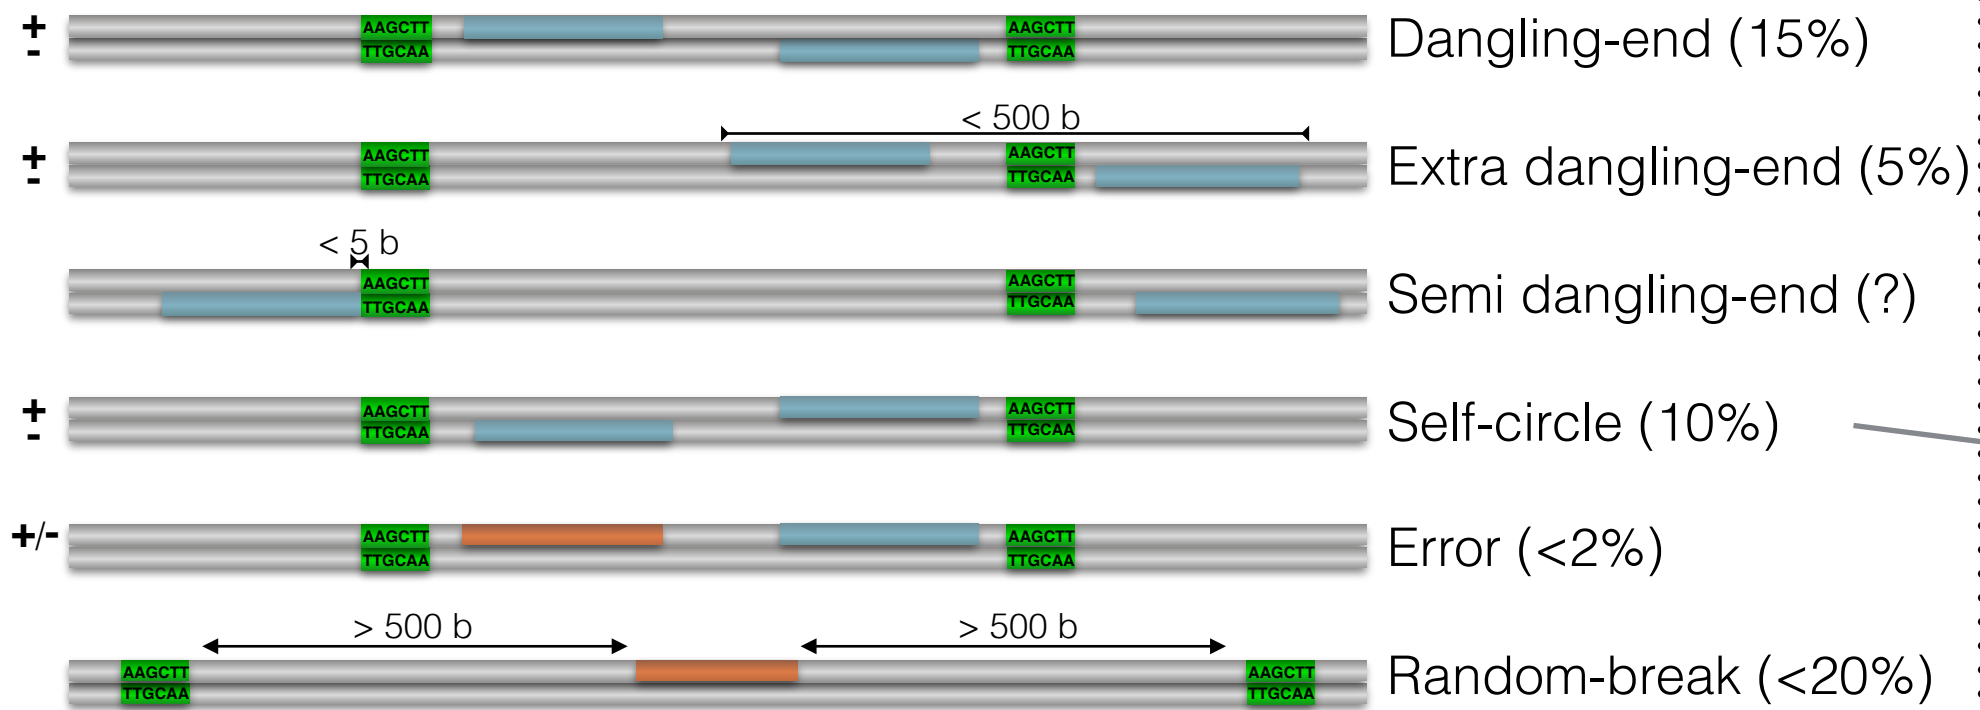 + AAGCTT AAGCTT Dangling-end (15%)
- TTGCAA TTGCAA
< 500 b
+ AAGCTT AAGCTT Extra dangling-end (5%)
- TTGCAA TTGCAA
< 5 b
AAGCTT AAGCTT Semi dangling-end (?)
TTGCAA TTGCAA
+ AAGCTT AAGCTT Self-circle (10%)
- TTGCAA TTGCAA
+/- AAGCTT AAGCTT Error (<2%)
TTGCAA TTGCAA
> 500 b > 500 b
AAGCTT AAGCTT Random-break (<20%)
TTGCAA TTGCAA